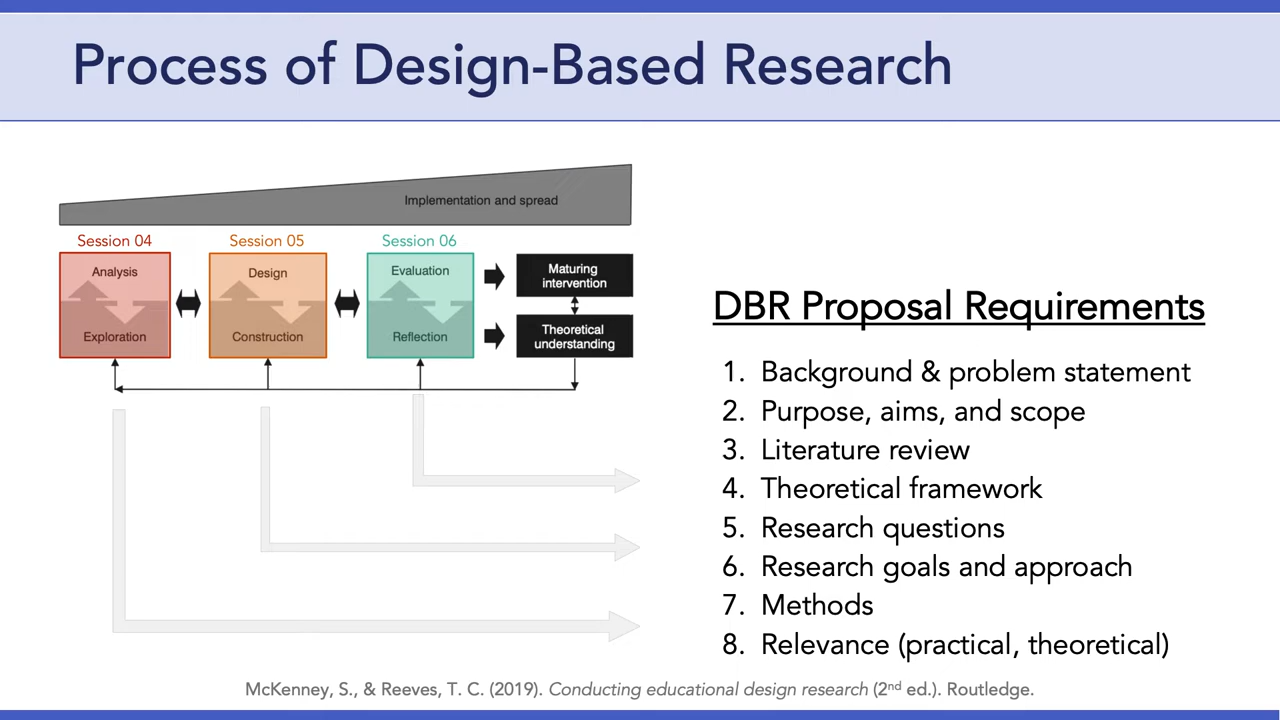 Process of Design-Based Research
Implementation and spread
Session 04
Session 05
Session 06
Analysis
Exploration
Design
Construction
Evaluation
Reflection
Maturing
intervention
Theoretical
understanding
DBR Proposal Requirements
1. Background & problem statement
2. Purpose, aims, and scope
3. Literature review
4. Theoretical framework
5. Research questions
6. Research goals and approach
7. Methods
8. Relevance (practical, theoretical)
McKenney, S., & Reeves, T. C. (2019). Conducting educational design research (2nd ed.). Routledge.